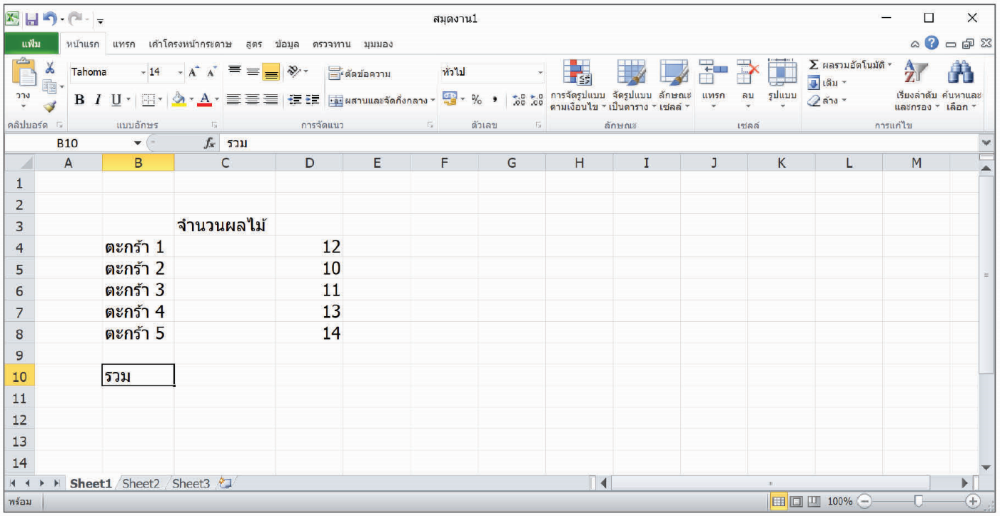 สมุดงาน1
แฟ้ม หน้าแรก แทรก เค้าโครงหน้ากระดาษ สูตร ข้อมูล ตรวจทาน มุมมอง
วาง
Tahoma 14
B I U A
ตัดข้อความ
ผสานและจัดกึ่งกลาง
ทั่วไป
% , .0 .00 .00 .0
การจัดรูปแบบ ตามเงื่อนไข
จัดรูปแบบ เป็นตาราง
ลักษณะ เซลล์
แทรก ลบ รูปแบบ
Σ ผลรวมอัตโนมัติ
เติม
ล้าง
เรียงลำดับ และกรอง
ค้นหาและ เลือก
คลิปบอร์ด แบบอักษร การจัดแนว ตัวเลข ลักษณะ เซลล์ การแก้ไข
B10 fx รวม
A B C D E F G H I J K L M
1
2
3 จำนวนผลไม้
4 ตะกร้า 1 12
5 ตะกร้า 2 10
6 ตะกร้า 3 11
7 ตะกร้า 4 13
8 ตะกร้า 5 14
9
10 รวม
11
12
13
14
Sheet1 Sheet2 Sheet3
พร้อม 100%